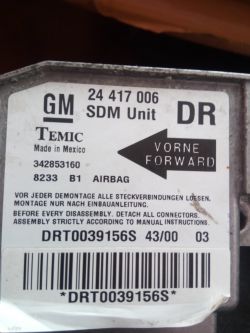 GM 24 417 006 DR
SDM Unit
TEMIC
Made in Mexico
VORNE
FORWARD
342853160
8233 B1 AIRBAG
VOR JEDER DEMONTAGE ALLE STECKVERBINDUNGEN LOSSEN,
MONTAGE NUR NACH EINBAUANLEITUNG.
BEFORE EVERY DISASSEMBLY. DETACH ALL CONNECTORS.
ASSEMBLY STRICTLY ACCORDING TO MANUAL INSTRUCTIONS.
DRT0039156S 43/00 03
*DRT0039156S*